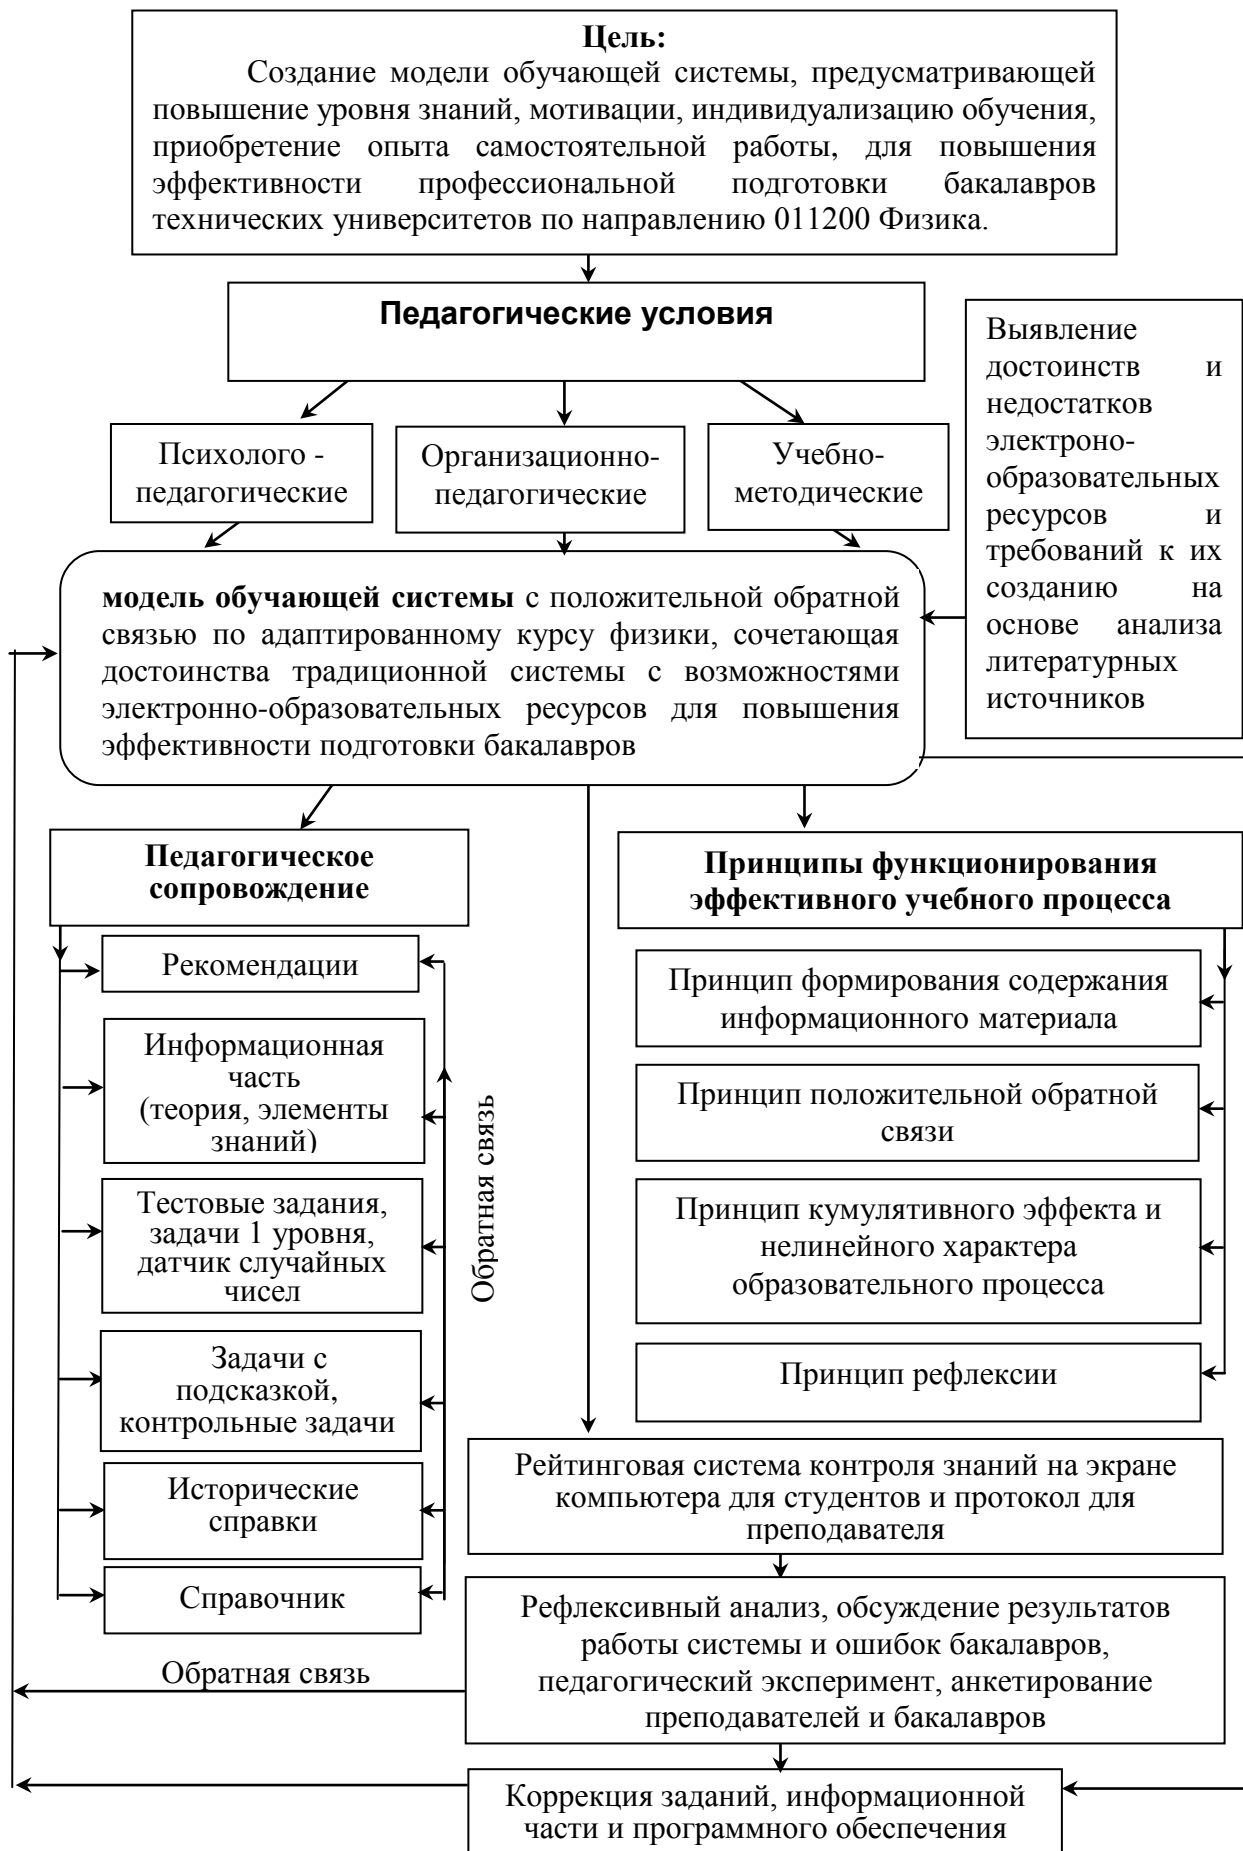 Цель:
Создание модели обучающей системы, предусматривающей
повышение уровня знаний, мотивации, индивидуализацию обучения,
приобретение опыта самостоятельной работы, для повышения
эффективности профессиональной подготовки бакалавров
технических университетов по направлению 011200 Физика.
Педагогические условия
Выявление
достоинств и
недостатков
электроно-
образовательных
ресурсов и
требований к их
созданию на
основе анализа
литературных
источников
Психолого -
педагогические
Организационно-
педагогические
Учебно-
методические
модель обучающей системы с положительной обратной
связью по адаптированному курсу физики, сочетающая
достоинства традиционной системы с возможностями
электронно-образовательных ресурсов для повышения
эффективности подготовки бакалавров
Педагогическое
сопровождение
Рекомендации
Информационная
часть
(теория, элементы
знаний)
Тестовые задания,
задачи 1 уровня,
датчик случайных
чисел
Задачи с
подсказкой,
контрольные задачи
Исторические
справки
Справочник
Обратная связь
Принципы функционирования
эффективного учебного процесса
Принцип формирования содержания
информационного материала
Принцип положительной обратной
связи
Принцип кумулятивного эффекта и
нелинейного характера
образовательного процесса
Принцип рефлексии
Рейтинговая система контроля знаний на экране
компьютера для студентов и протокол для
преподавателя
Рефлексивный анализ, обсуждение результатов
работы системы и ошибок бакалавров,
педагогический эксперимент, анкетирование
преподавателей и бакалавров
Обратная связь
Коррекция заданий, информационной
части и программного обеспечения